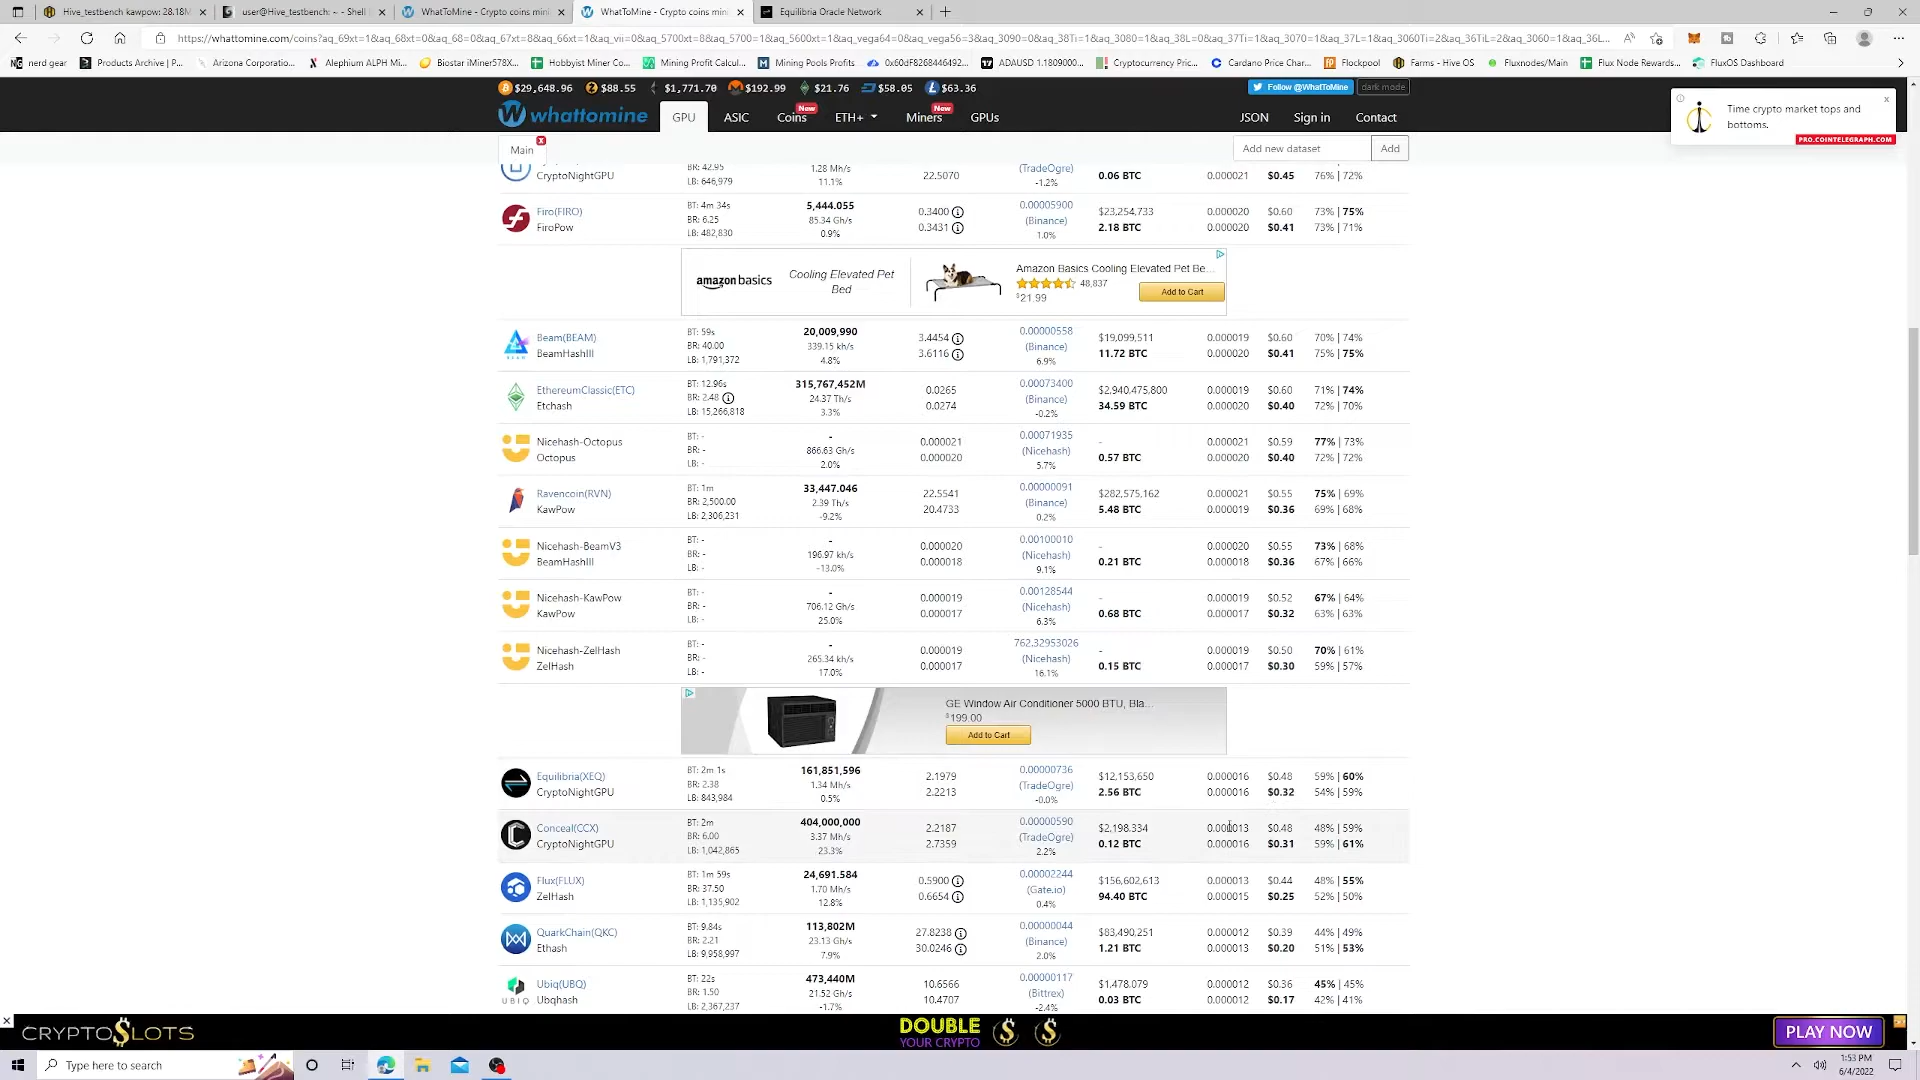 Hive_testbench kawpow: 28.18M
user@Hive_testbench: ~ - Shell
WhatToMine - Crypto coins min
WhatToMine - Crypto coins min
Equilibria Oracle Network
https://whattomine.com/coins?aq_69xt=1&aq_68xt=0&aq_68=0&aq_67xt=8&aq_66xt=1&aq_vii=0&aq_5700xt=8&aq_5700=1&aq_5600xt=1&aq_vega64=0&aq_vega56=3&aq_3090=0&aq_38Ti=1&aq_3080=1&aq_38L=0&aq_37Ti=1&aq_3070=1&aq_37L=1&aq_3060Ti=2&aq_36TiL=2&aq_3060=1&aq_36L...
nerd gear
Products Archive | P...
Arizona Corporatio...
Alephium ALPH Mi...
Biostar iMiner578X...
Hobbyist Miner Co...
Mining Profit Calcul...
Mining Pools Profits
0x60df8268446492...
ADAUSD 1.1809000...
Cryptocurrency Pric...
Cardano Price Char...
Flockpool
Farms - Hive OS
Fluxnodes/Main
Flux Node Rewards...
FluxOS Dashboard
$29,648.96 $88.55 $1,771.70 $192.99 $21.76 $58.05 $63.36
Follow @WhatToMine
dark mode
whattomine
GPU ASIC Coins New ETH+ Miners New GPUs
JSON Sign in Contact
Time crypto market tops and
bottoms.
PRO.COINTELEGRAPH.COM
Main
Add new dataset
Add
CryptoNightGPU
BR: 42.95
LB: 646,979
1.28 Mh/s
11.1%
22.5070
(TradeOgre)
-1.2%
0.06 BTC
0.000021
$0.45
76% | 72%
Firo(FIRO)
FiroPow
BT: 4m 34s
BR: 6.25
LB: 482,830
5,444.055
85.34 Gh/s
0.9%
0.3400
0.3431
0.00005900
(Binance)
1.0%
$23,254,733
2.18 BTC
0.000020
0.000020
$0.60
$0.41
73% | 75%
73% | 71%
amazon basics
Cooling Elevated Pet
Bed
Amazon Basics Cooling Elevated Pet Be...
48,837
$21.99
Add to Cart
Beam(BEAM)
BeamHashIII
BT: 59s
BR: 40.00
LB: 1,791,372
20,009,990
339.15 kh/s
4.8%
3.4454
3.6116
0.00000558
(Binance)
6.9%
$19,099,511
11.72 BTC
0.000019
0.000020
$0.60
$0.41
70% | 74%
75% | 75%
EthereumClassic(ETC)
Etchash
BT: 12.96s
BR: 2.48
LB: 15,266,818
315,767,452M
24.37 Th/s
3.3%
0.0265
0.0274
0.00073400
(Binance)
-0.2%
$2,940,475,800
34.59 BTC
0.000019
0.000020
$0.60
$0.40
71% | 74%
72% | 70%
Nicehash-Octopus
Octopus
BT: -
BR: -
LB: -
-
866.63 Gh/s
2.0%
0.000021
0.000020
0.00071935
(Nicehash)
5.7%
-
0.57 BTC
0.000021
0.000020
$0.59
$0.40
77% | 73%
72% | 72%
Ravencoin(RVN)
KawPow
BT: 1m
BR: 2,500.00
LB: 2,306,231
33,447.046
2.39 Th/s
-9.2%
22.5541
20.4733
0.00000091
(Binance)
0.2%
$282,575,162
5.48 BTC
0.000021
0.000019
$0.55
$0.36
75% | 69%
69% | 68%
Nicehash-BeamV3
BeamHashIII
BT: -
BR: -
LB: -
-
196.97 kh/s
-13.0%
0.000020
0.000018
0.00100010
(Nicehash)
9.1%
-
0.21 BTC
0.000020
0.000018
$0.55
$0.36
73% | 68%
67% | 66%
Nicehash-KawPow
KawPow
BT: -
BR: -
LB: -
-
706.12 Gh/s
25.0%
0.000019
0.000017
0.00128544
(Nicehash)
6.3%
-
0.68 BTC
0.000019
0.000017
$0.52
$0.32
67% | 64%
63% | 63%
Nicehash-ZelHash
ZelHash
BT: -
BR: -
LB: -
-
265.34 kh/s
17.0%
0.000019
0.000017
762.32953026
(Nicehash)
16.1%
-
0.15 BTC
0.000019
0.000017
$0.50
$0.30
70% | 61%
59% | 57%
GE Window Air Conditioner 5000 BTU, Bla...
$199.00
Add to Cart
Equilibria(XEQ)
CryptoNightGPU
BT: 2m 1s
BR: 2.38
LB: 843,984
161,851,596
1.34 Mh/s
0.5%
2.1979
2.2213
0.00000736
(TradeOgre)
-0.0%
$12,153,650
2.56 BTC
0.000016
0.000016
$0.48
$0.32
59% | 60%
54% | 59%
Conceal(CCX)
CryptoNightGPU
BT: 2m
BR: 6.00
LB: 1,042,865
404,000,000
3.37 Mh/s
23.3%
2.2187
2.7359
0.00000590
(TradeOgre)
2.2%
$2,198,334
0.12 BTC
0.000013
0.000016
$0.48
$0.31
48% | 59%
59% | 61%
Flux(FLUX)
ZelHash
BT: 1m 59s
BR: 37.50
LB: 1,135,902
24,691.584
1.70 Mh/s
12.8%
0.5900
0.6654
0.00002244
(Gate.io)
0.4%
$156,602,613
94.40 BTC
0.000013
0.000015
$0.44
$0.25
48% | 55%
52% | 50%
QuarkChain(QKC)
Ethash
BT: 9.84s
BR: 2.21
LB: 9,958,997
113,802M
23.13 Gh/s
7.9%
27.8238
30.0246
0.00000044
(Binance)
2.0%
$83,490,251
1.21 BTC
0.000012
0.000013
$0.39
$0.20
44% | 49%
51% | 53%
UBIQ
Ubiq(UBQ)
Ubqhash
BT: 22s
BR: 1.50
LB: 2,367,237
473,440M
21.52 Gh/s
-1.7%
10.6566
10.4707
0.00000117
(Bittrex)
-2.4%
$1,478,079
0.03 BTC
0.000012
0.000012
$0.36
$0.17
45% | 45%
42% | 41%
CRYPTO$LOTS
DOUBLE
YOUR CRYPTO
PLAY NOW
Type here to search
1:53 PM
6/4/2022